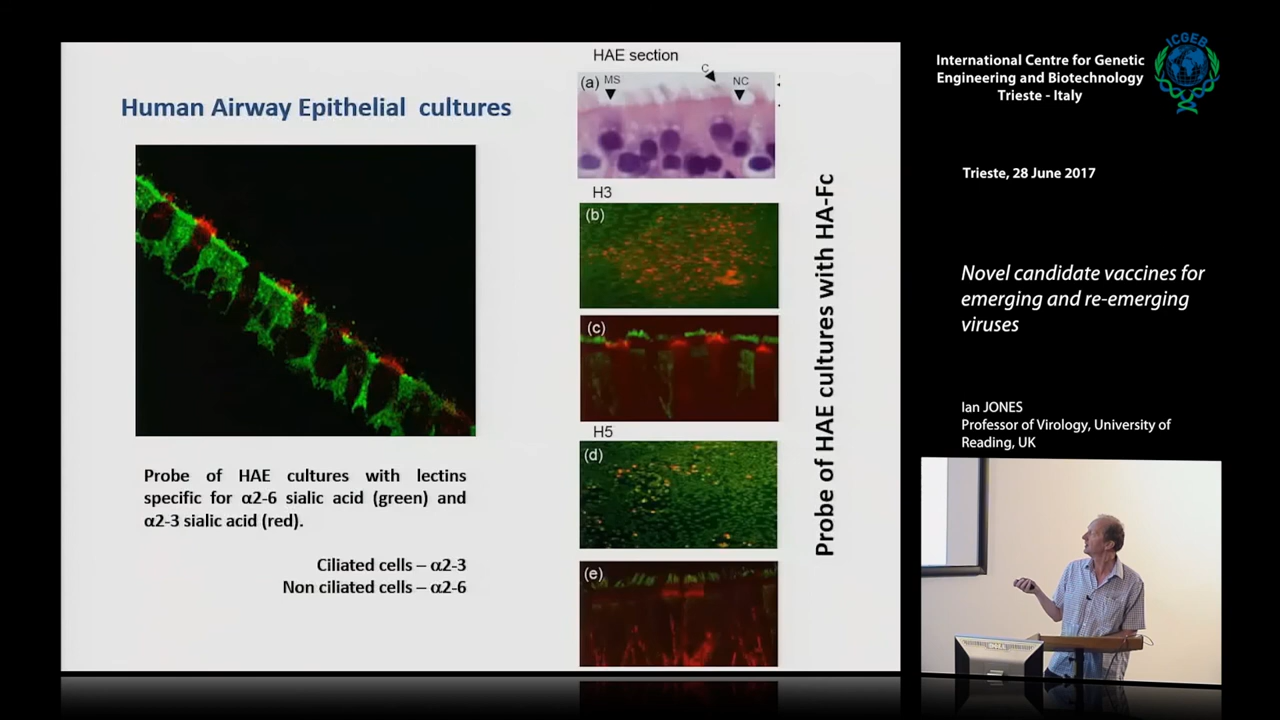 Human Airway Epithelial cultures
Probe of HAE cultures with lectins
specific for α2-6 sialic acid (green) and
α2-3 sialic acid (red).
Ciliated cells – α2-3
Non ciliated cells – α2-6
HAE section
(a)
MS
C
NC
H3
(b)
(c)
H5
(d)
(e)
Probe of HAE cultures with HA-Fc
International Centre for Genetic
Engineering and Biotechnology
Trieste - Italy
ICGEB
Trieste, 28 June 2017
Novel candidate vaccines for
emerging and re-emerging
viruses
Ian JONES
Professor of Virology, University of
Reading, UK